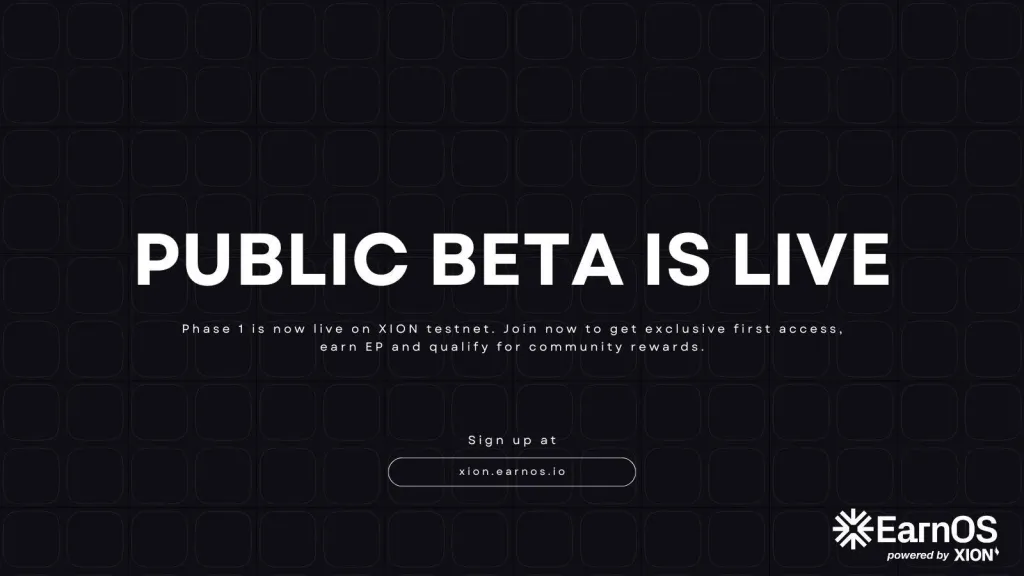 PUBLIC BETA IS LIVE
Phase 1 is now live on XION testnet. Join now to get exclusive first access,
earn EP and qualify for community rewards.
Sign up at
xion.earnos.io
EarnOS
powered by XION